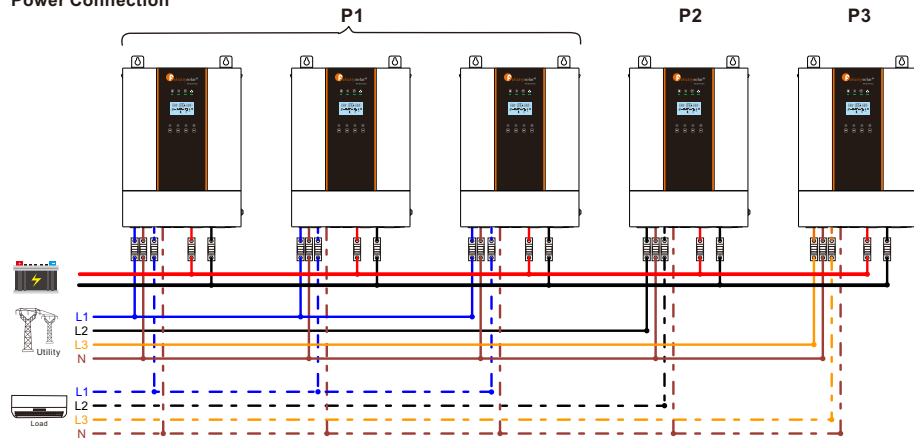 Power Connection
P1
P2
P3
L1
L2
L3
N
Utility
L1
L2
L3
N
Load